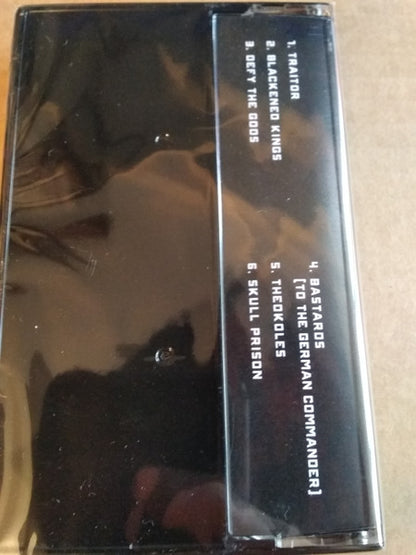 1. TRAITOR
2. BLACKENED KINGS
3. DEFY THE GODS
4. BASTARDS
[TO THE GERMAN COMMANDER]
5. THEOKOLES
6. SKULL PRISON